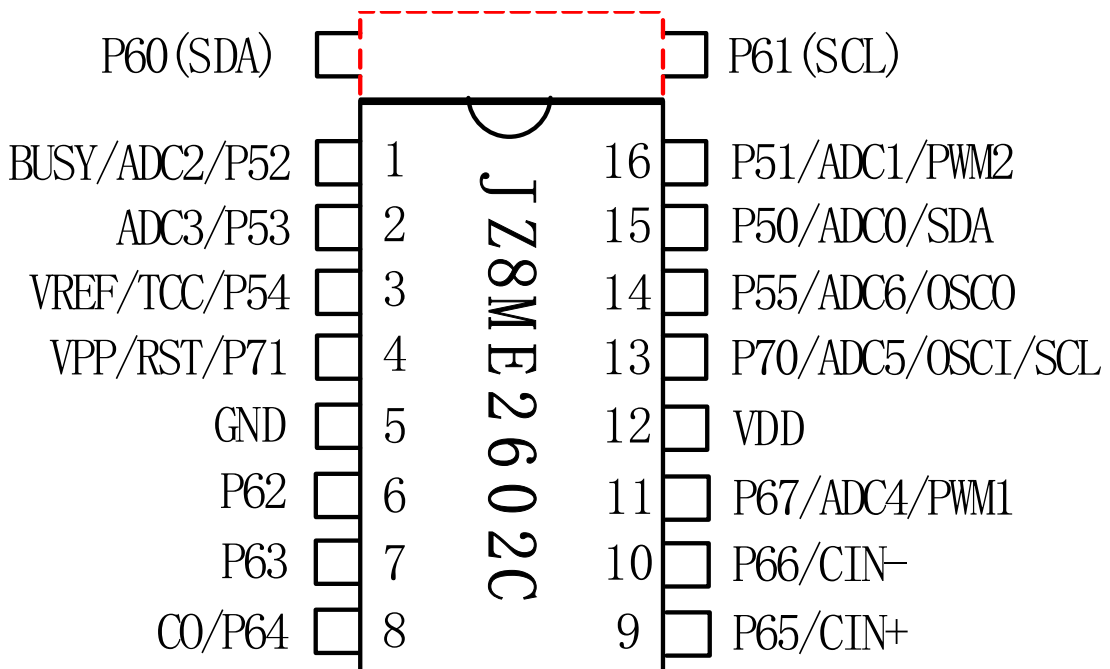 P60(SDA) P61(SCL)
BUSY/ADC2/P52 1 16 P51/ADC1/PWM2
ADC3/P53 2 15 P50/ADC0/SDA
VREF/TCC/P54 3 14 P55/ADC6/OSCO
VPP/RST/P71 4 13 P70/ADC5/OSCI/SCL
GND 5 12 VDD
P62 6 11 P67/ADC4/PWM1
P63 7 10 P66/CIN-
CO/P64 8 9 P65/CIN+
JZ8ME2602C